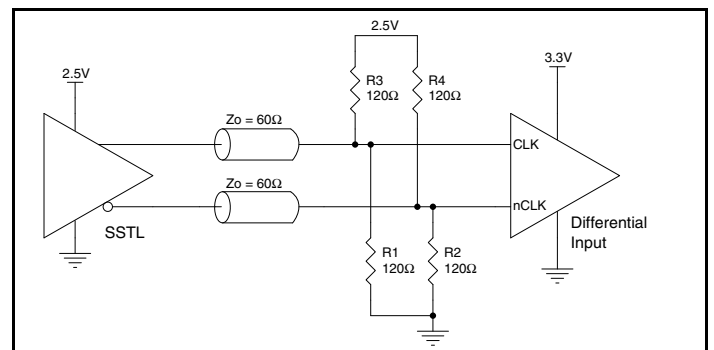 2.5V
3.3V
2.5V
R3
120Ω
R4
120Ω
Zo = 60Ω
CLK
Zo = 60Ω
nCLK
SSTL
Differential
Input
R1
120Ω
R2
120Ω